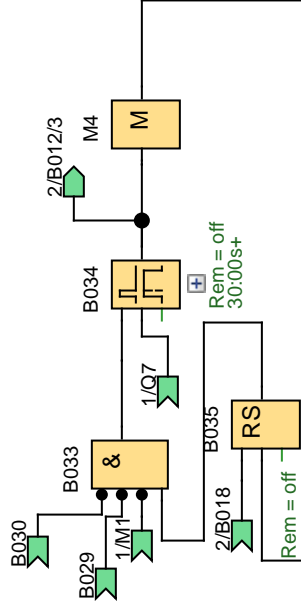 B030
B029
1/M1
B033
&
1/Q7
B034
Rem = off
30:00s+
2/B012/3
M4
M
2/B018
B035
RS
Rem = off